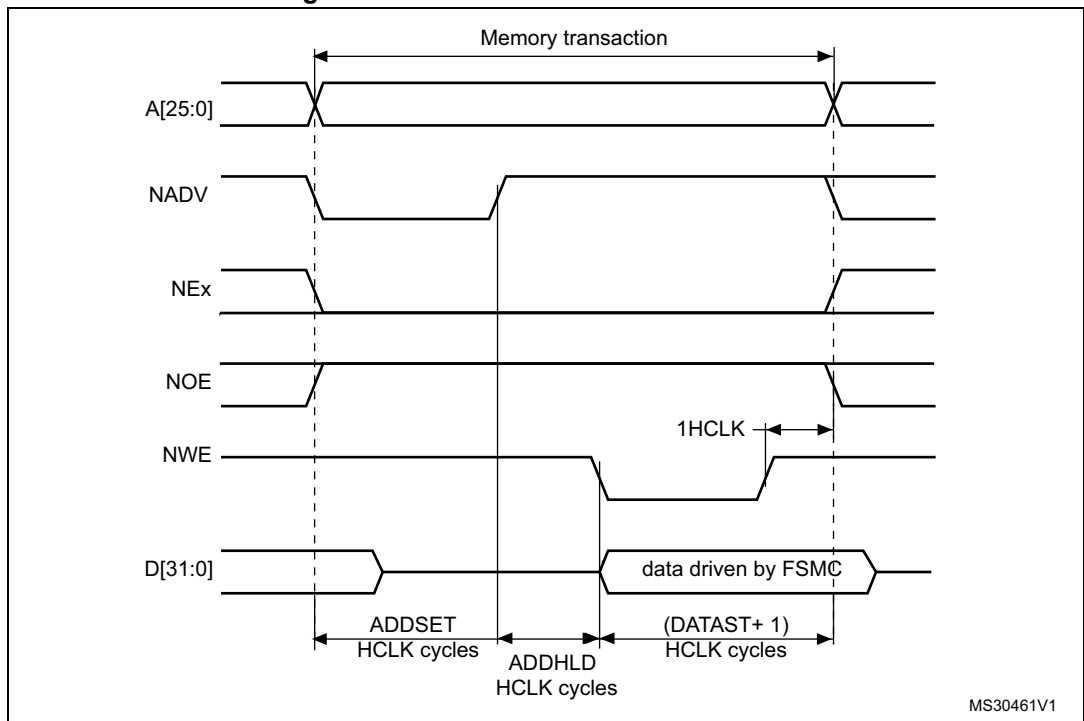 Memory transaction
A[25:0]
NADV
NEx
NOE
1HCLK
NWE
D[31:0]
data driven by FSMC
ADDSET
HCLK cycles
ADDHLD
HCLK cycles
(DATAST+ 1)
HCLK cycles
MS30461V1